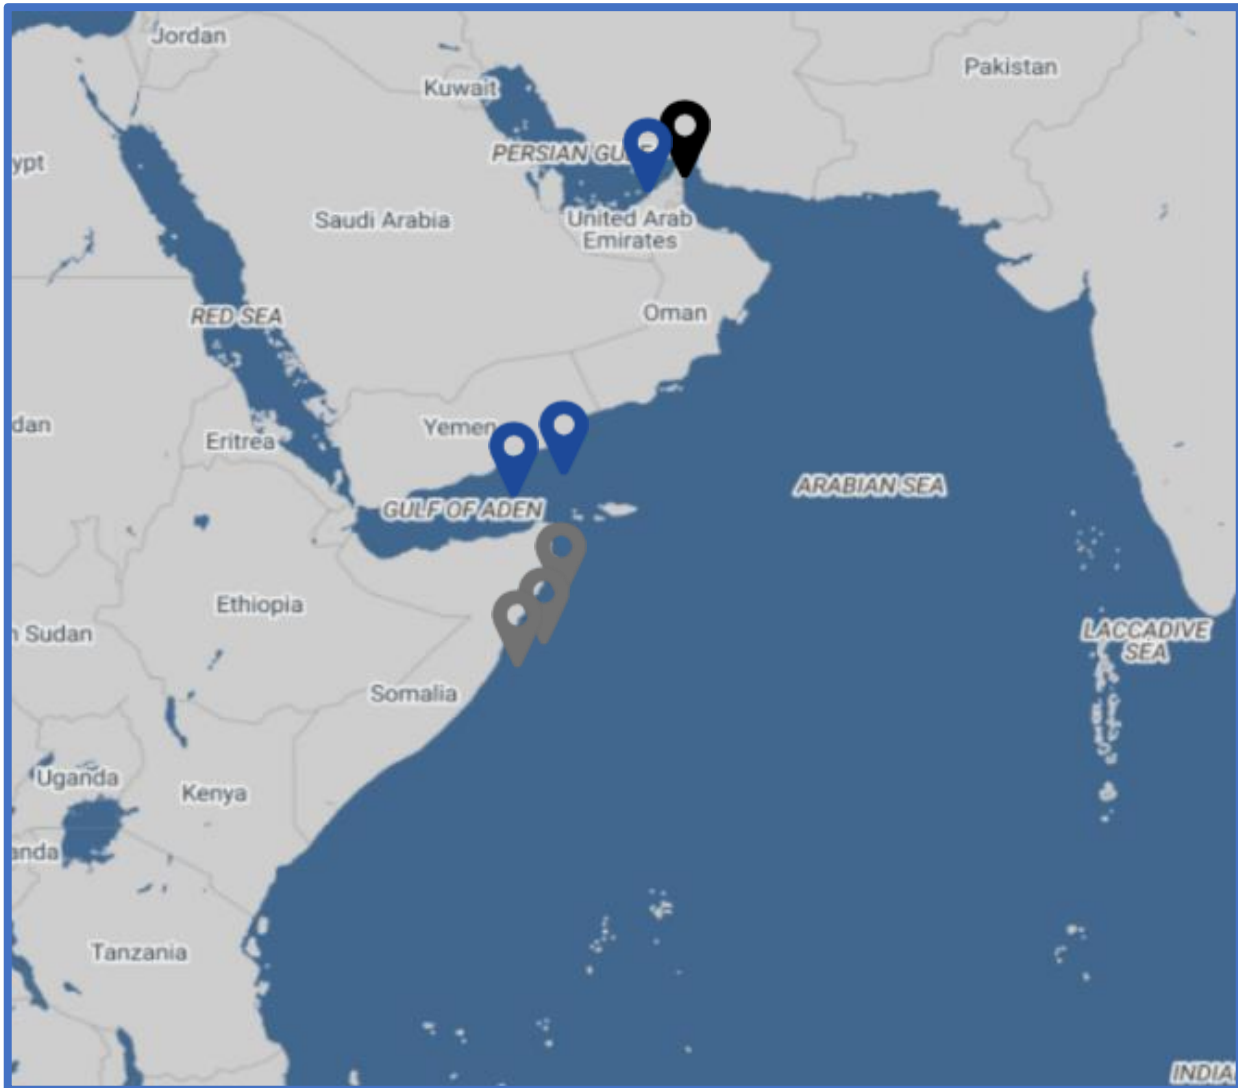 Jordan
Pakistan
Kuwait
PERSIAN GULF
ypt
Saudi Arabia
United Arab
Emirates
RED SEA
Oman
dan
Yemen
Eritrea
ARABIAN SEA
GULF OF ADEN
Ethiopia
n Sudan
LACCADIVE
SEA
Somalia
Uganda
Kenya
anda
Tanzania
INDIA